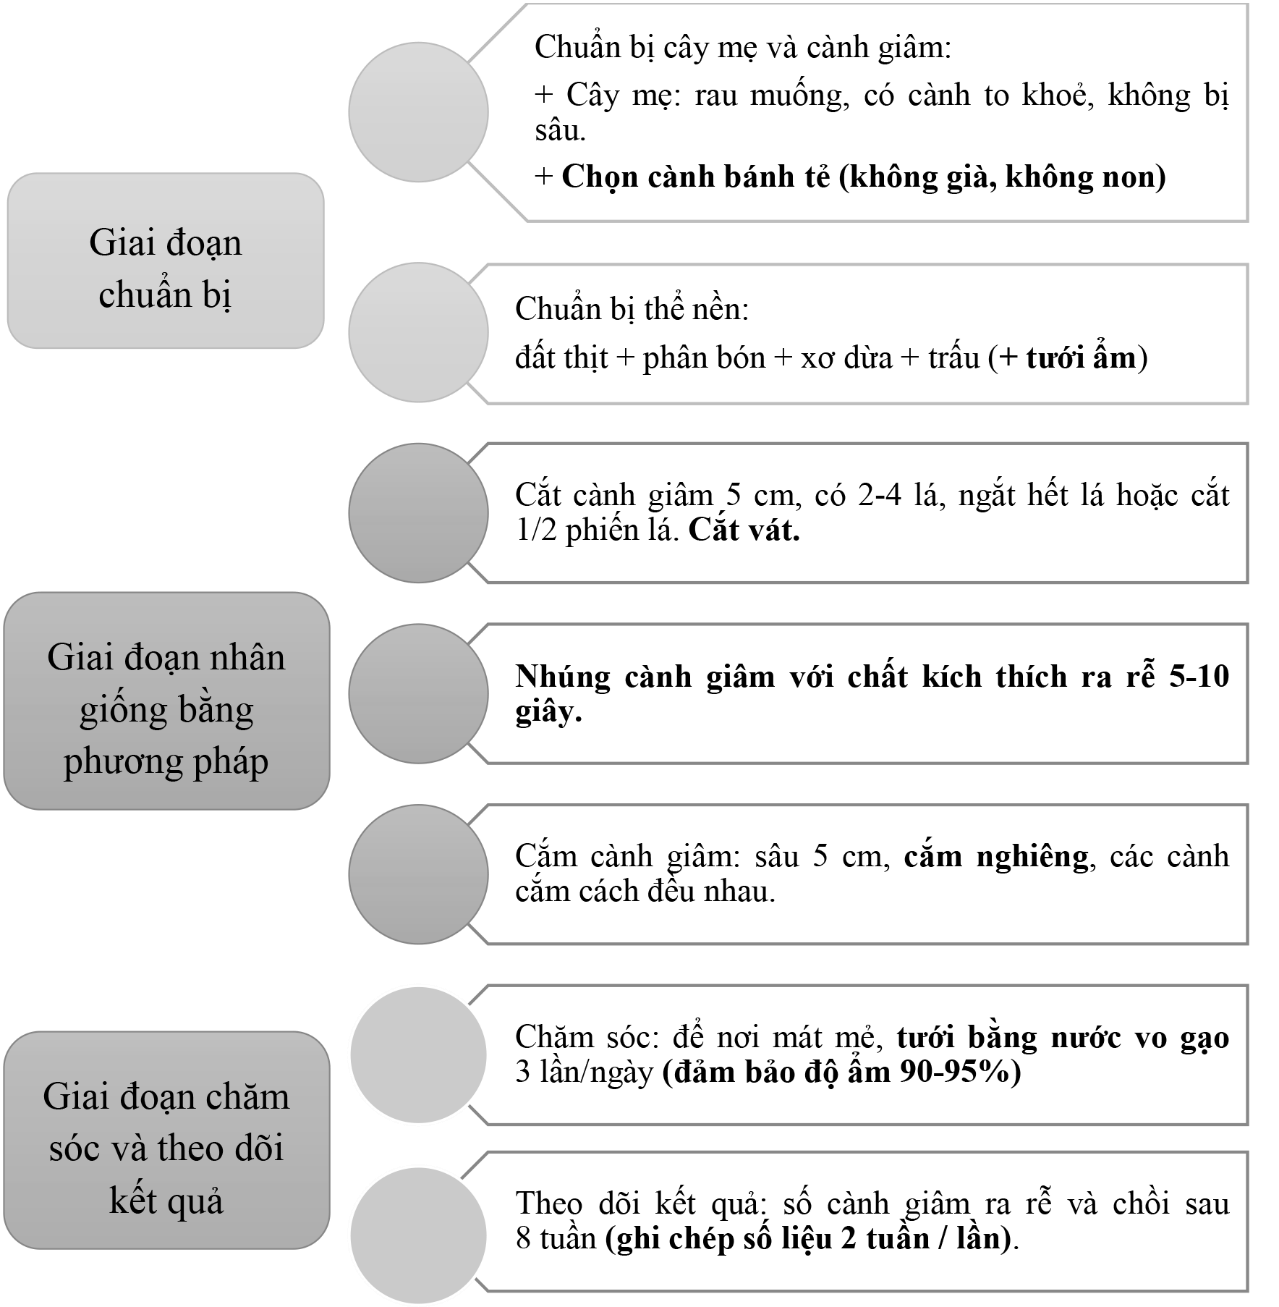 Giai đoạn
chuẩn bị
Chuẩn bị cây mẹ và cành giâm:
+ Cây mẹ: rau muống, có cành to khoẻ, không bị
sâu.
+ Chọn cành bánh tẻ (không già, không non)
Chuẩn bị thể nền:
đất thịt + phân bón + xơ dừa + trấu (+ tưới ẩm)
Giai đoạn nhân
giống bằng
phương pháp
Cắt cành giâm 5 cm, có 2-4 lá, ngắt hết lá hoặc cắt
1/2 phiến lá. Cắt vát.
Nhúng cành giâm với chất kích thích ra rễ 5-10
giây.
Cắm cành giâm: sâu 5 cm, cắm nghiêng, các cành
cắm cách đều nhau.
Giai đoạn chăm
sóc và theo dõi
kết quả
Chăm sóc: để nơi mát mẻ, tưới bằng nước vo gạo
3 lần/ngày (đảm bảo độ ẩm 90-95%)
Theo dõi kết quả: số cành giâm ra rễ và chồi sau
8 tuần (ghi chép số liệu 2 tuần / lần).